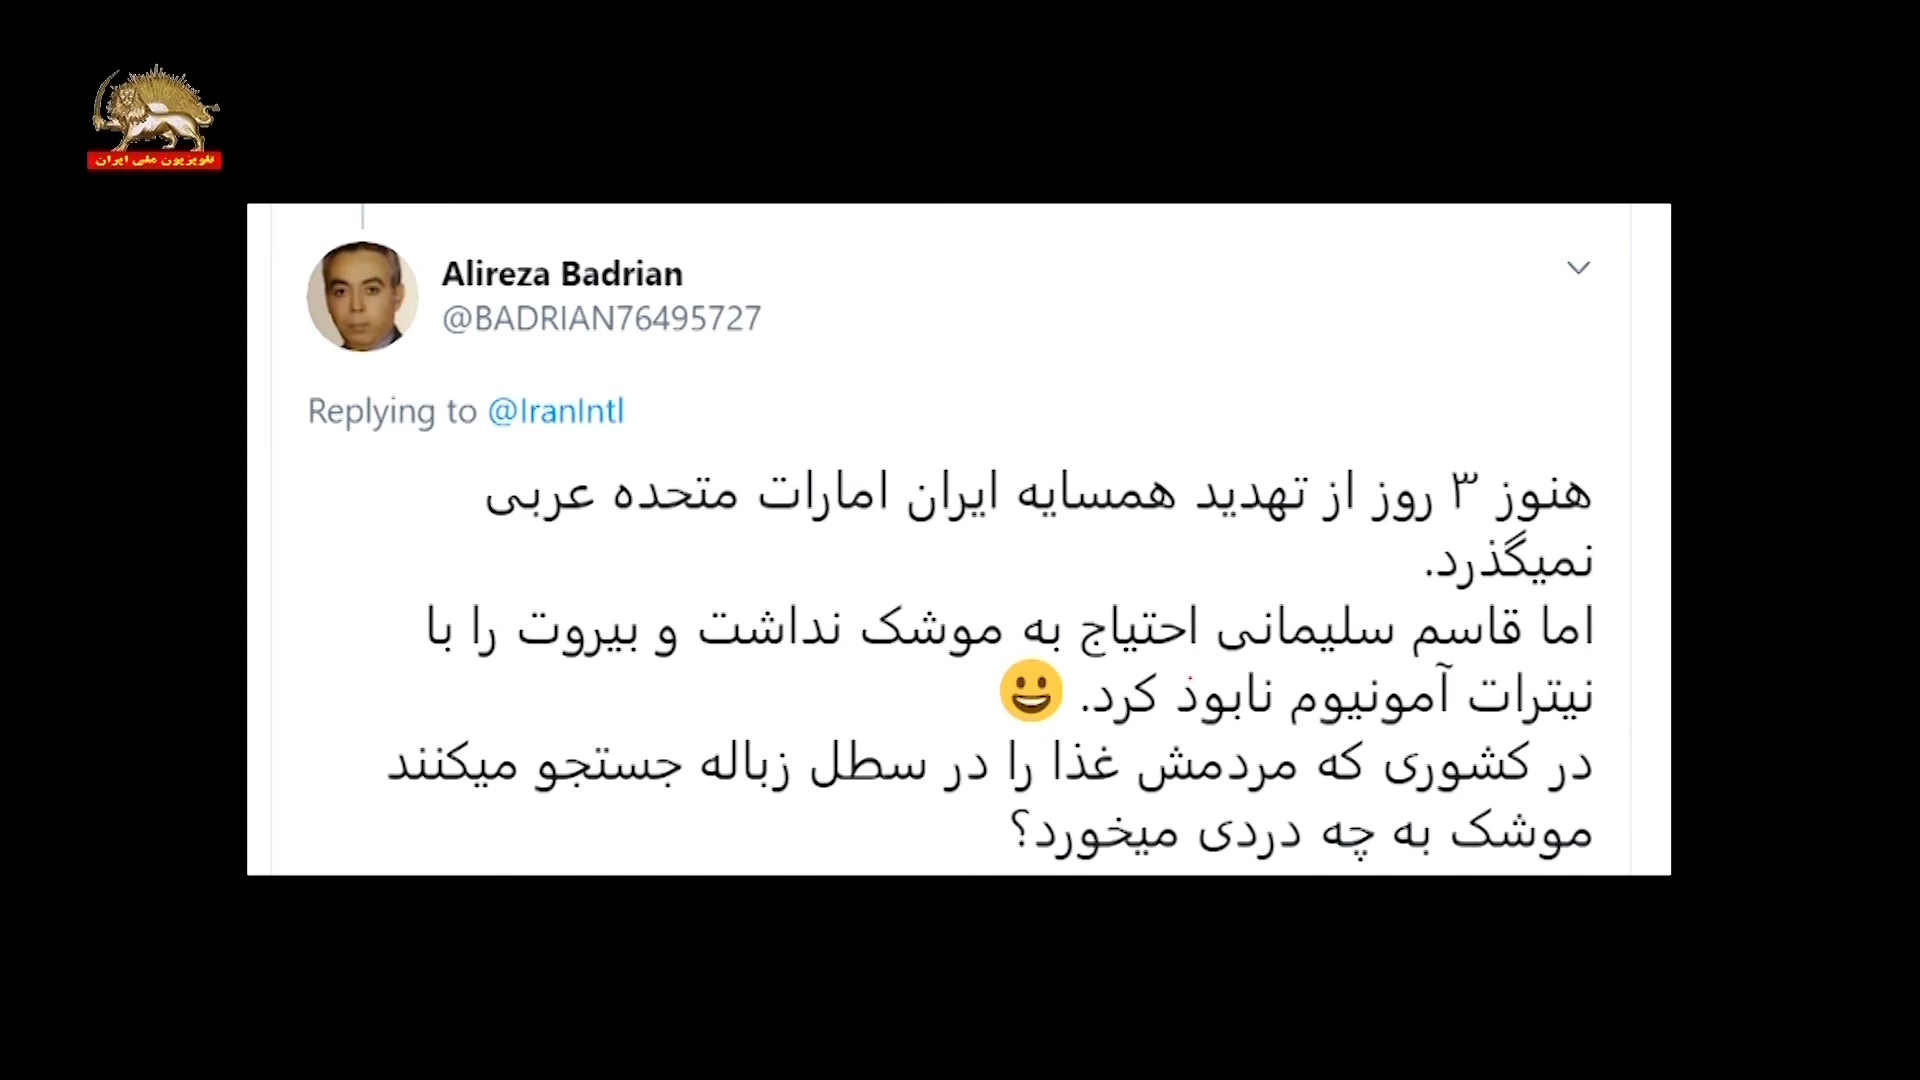 تلویزیون ملی ایران
Alireza Badrian
@BADRIAN76495727
Replying to @IranIntl
هنوز ۳ روز از تهدید همسایه ایران امارات متحده عربی
نمیگذرد.
اما قاسم سلیمانی احتیاج به موشک نداشت و بیروت را با
نیترات آمونیوم نابوذ کرد. 😀
در کشوری که مردمش غذا را در سطل زباله جستجو میکنند
موشک به چه دردی میخورد؟